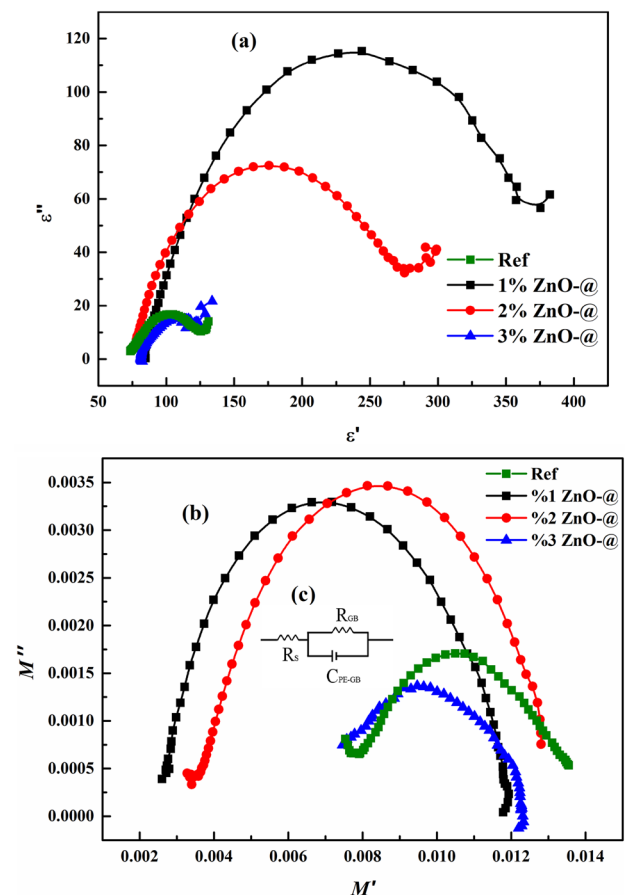 (a)
120
100
80
60
40
20
0
ε''
Ref
1% ZnO-@
2% ZnO-@
3% ZnO-@
50 100 150 200 250 300 350 400
ε'
(b)
0.0035
0.0030
0.0025
0.0020
0.0015
0.0010
0.0005
0.0000
M''
Ref
%1 ZnO-@
%2 ZnO-@
%3 ZnO-@
(c)
RGB
RS
CPE-GB
0.002 0.004 0.006 0.008 0.010 0.012 0.014
M'